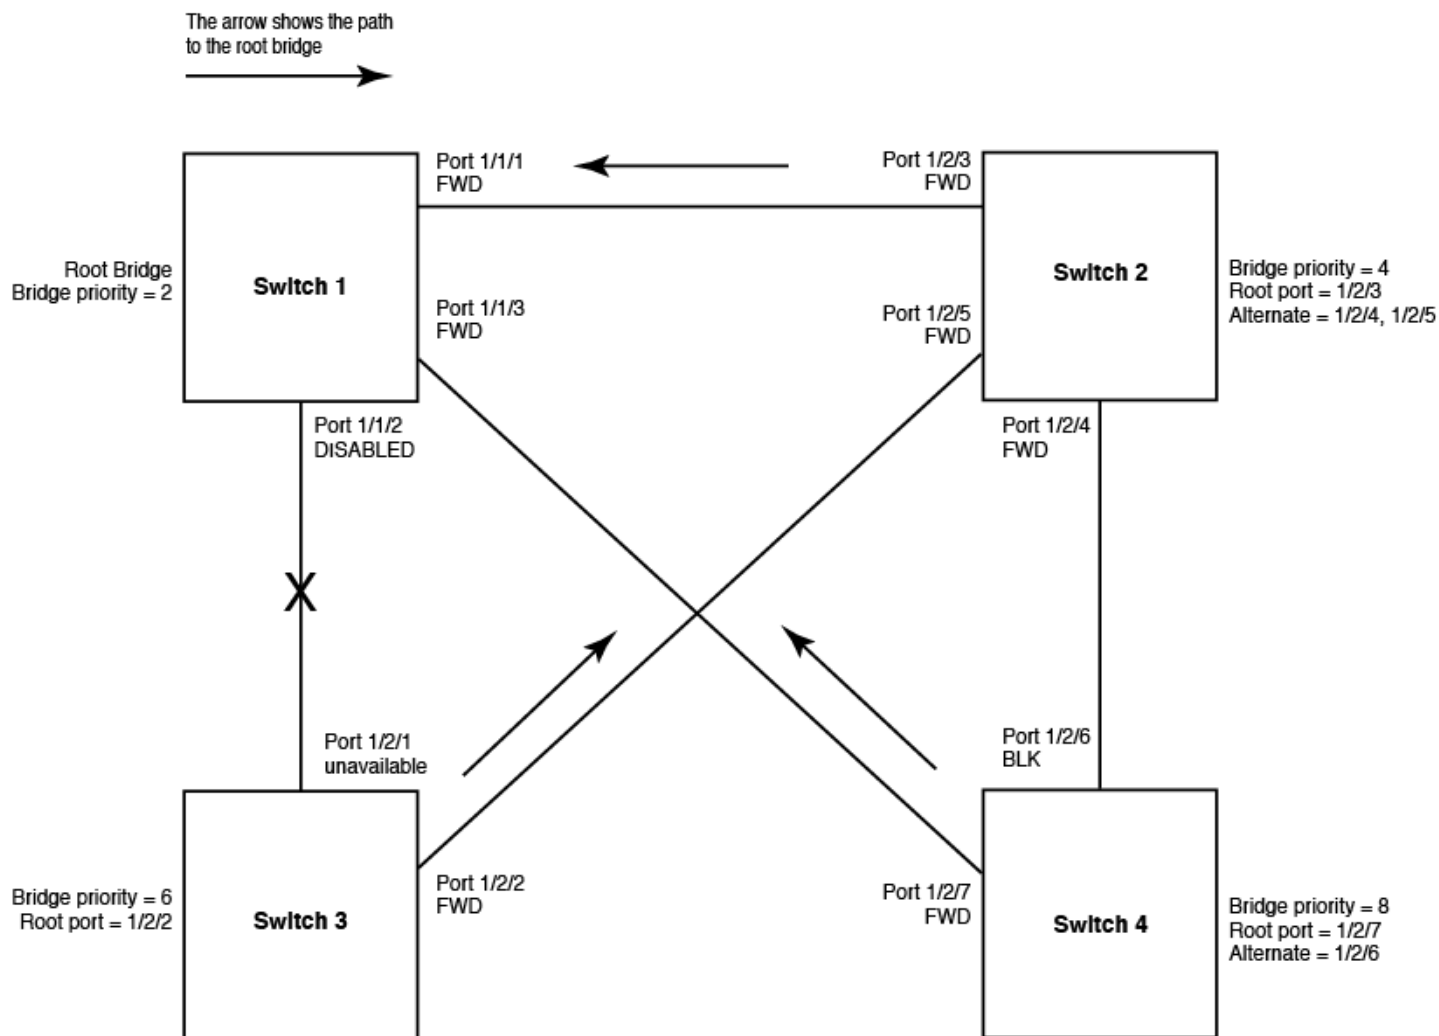 The arrow shows the path
to the root bridge
Port 1/1/1
FWD
Port 1/2/3
FWD
Root Bridge
Bridge priority = 2
Switch 1
Port 1/1/3
FWD
Port 1/2/5
FWD
Switch 2
Bridge priority = 4
Root port = 1/2/3
Alternate = 1/2/4, 1/2/5
Port 1/1/2
DISABLED
Port 1/2/4
FWD
X
Port 1/2/1
unavailable
Port 1/2/6
BLK
Bridge priority = 6
Root port = 1/2/2
Switch 3
Port 1/2/2
FWD
Port 1/2/7
FWD
Switch 4
Bridge priority = 8
Root port = 1/2/7
Alternate = 1/2/6